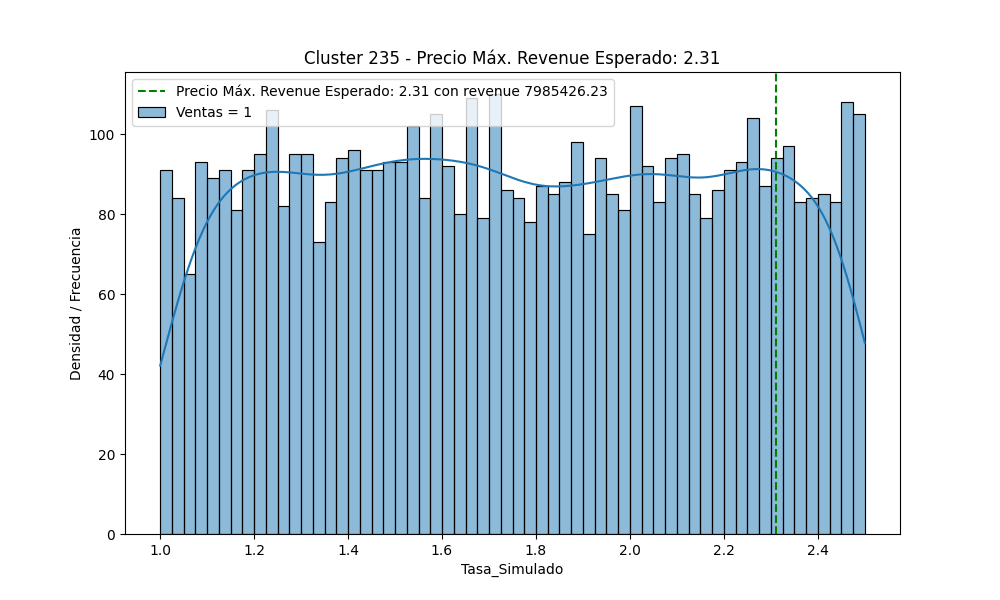 Cluster 235 - Precio Máx. Revenue Esperado: 2.31
Precio Máx. Revenue Esperado: 2.31 con revenue 7985426.23
Ventas = 1
Densidad / Frecuencia
100
80
60
40
20
0
1.0 1.2 1.4 1.6 1.8 2.0 2.2 2.4
Tasa_Simulado